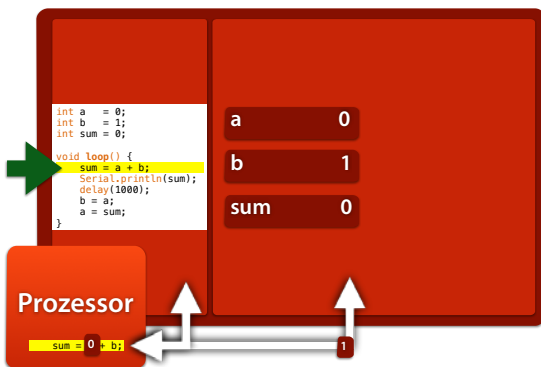 int a   = 0;
int b   = 1;
int sum = 0;
void loop() {
sum = a + b;
Serial.println(sum);
delay(1000);
b = a;
a = sum;
}
a 0
b 1
sum 0
Prozessor
sum = 0 + b;
1